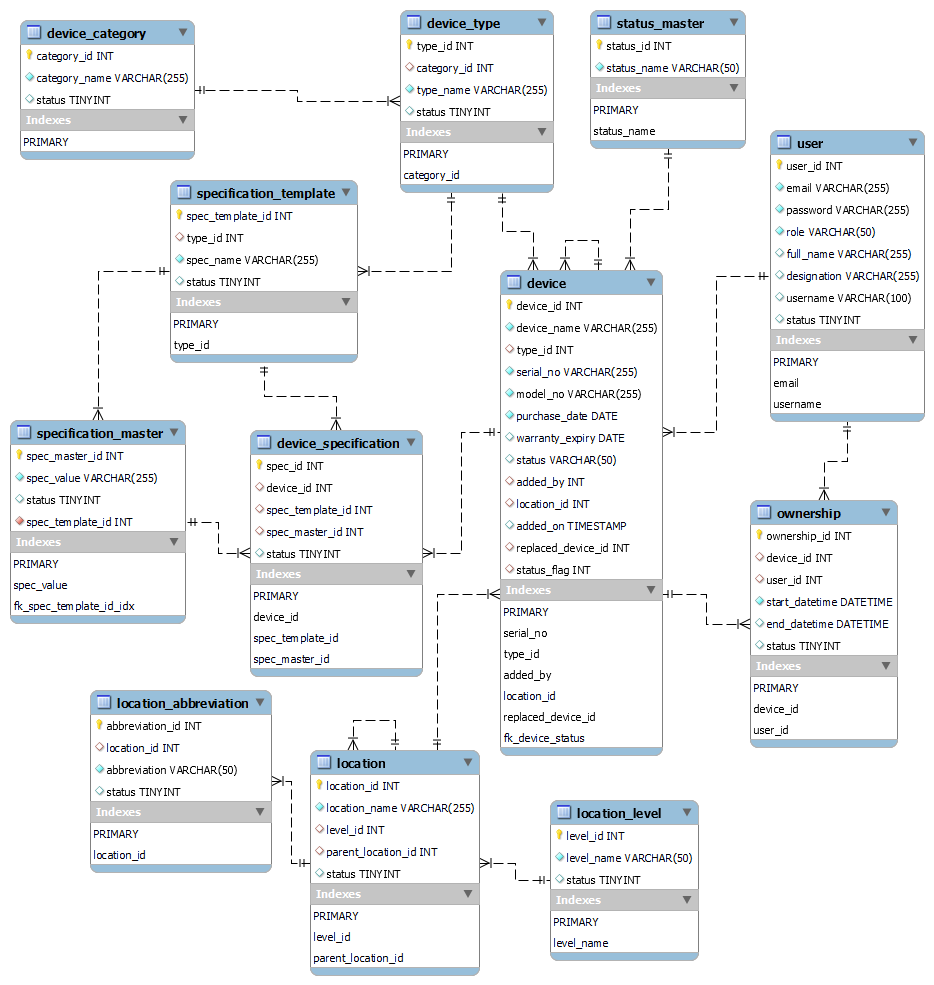 device_category
category_id INT
category_name VARCHAR(255)
status TINYINT
Indexes
PRIMARY
device_type
type_id INT
category_id INT
type_name VARCHAR(255)
status TINYINT
Indexes
PRIMARY
category_id
status_master
status_id INT
status_name VARCHAR(50)
Indexes
PRIMARY
status_name
user
user_id INT
email VARCHAR(255)
password VARCHAR(255)
role VARCHAR(50)
full_name VARCHAR(255)
designation VARCHAR(255)
username VARCHAR(100)
status TINYINT
Indexes
PRIMARY
email
username
specification_template
spec_template_id INT
type_id INT
spec_name VARCHAR(255)
status TINYINT
Indexes
PRIMARY
type_id
device
device_id INT
device_name VARCHAR(255)
type_id INT
serial_no VARCHAR(255)
model_no VARCHAR(255)
purchase_date DATE
warranty_expiry DATE
status VARCHAR(50)
added_by INT
location_id INT
added_on TIMESTAMP
replaced_device_id INT
status_flag INT
Indexes
PRIMARY
serial_no
type_id
added_by
location_id
replaced_device_id
fk_device_status
specification_master
spec_master_id INT
spec_value VARCHAR(255)
status TINYINT
spec_template_id INT
Indexes
PRIMARY
spec_value
fk_spec_template_id_idx
device_specification
spec_id INT
device_id INT
spec_template_id INT
spec_master_id INT
status TINYINT
Indexes
PRIMARY
device_id
spec_template_id
spec_master_id
ownership
ownership_id INT
device_id INT
user_id INT
start_datetime DATETIME
end_datetime DATETIME
status TINYINT
Indexes
PRIMARY
device_id
user_id
location_abbreviation
abbreviation_id INT
location_id INT
abbreviation VARCHAR(50)
status TINYINT
Indexes
PRIMARY
location_id
location
location_id INT
location_name VARCHAR(255)
level_id INT
parent_location_id INT
status TINYINT
Indexes
PRIMARY
level_id
parent_location_id
location_level
level_id INT
level_name VARCHAR(50)
status TINYINT
Indexes
PRIMARY
level_name